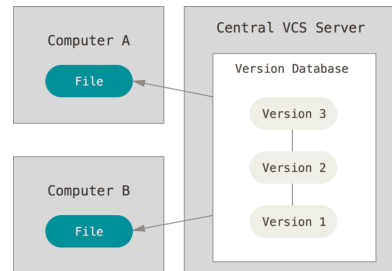 Computer A
File
Computer B
File
Central VCS Server
Version Database
Version 3
Version 2
Version 1